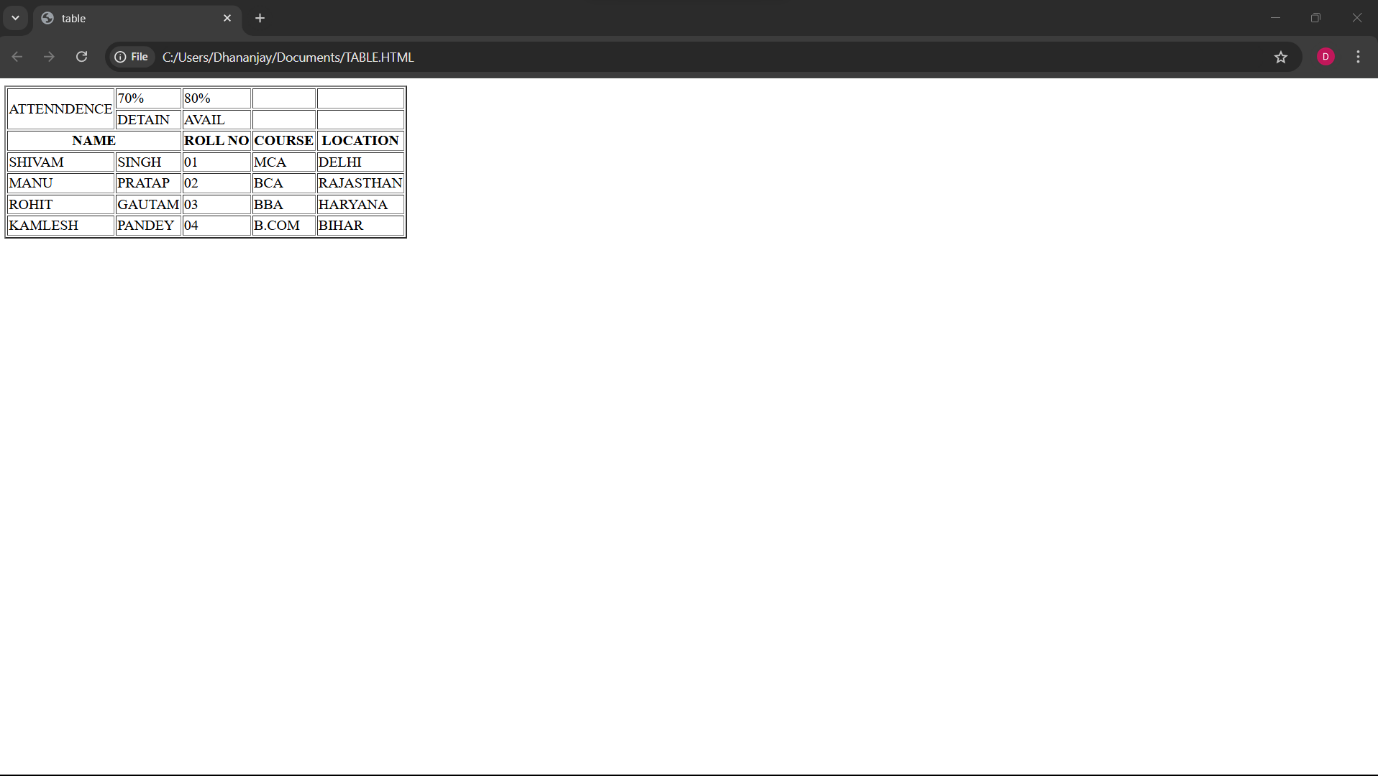 table
File C:/Users/Dhananjay/Documents/TABLE.HTML
D
ATTENNDENCE 70% 80%
DETAIN AVAIL
NAME ROLL NO COURSE LOCATION
SHIVAM SINGH 01 MCA DELHI
MANU PRATAP 02 BCA RAJASTHAN
ROHIT GAUTAM 03 BBA HARYANA
KAMLESH PANDEY 04 B.COM BIHAR